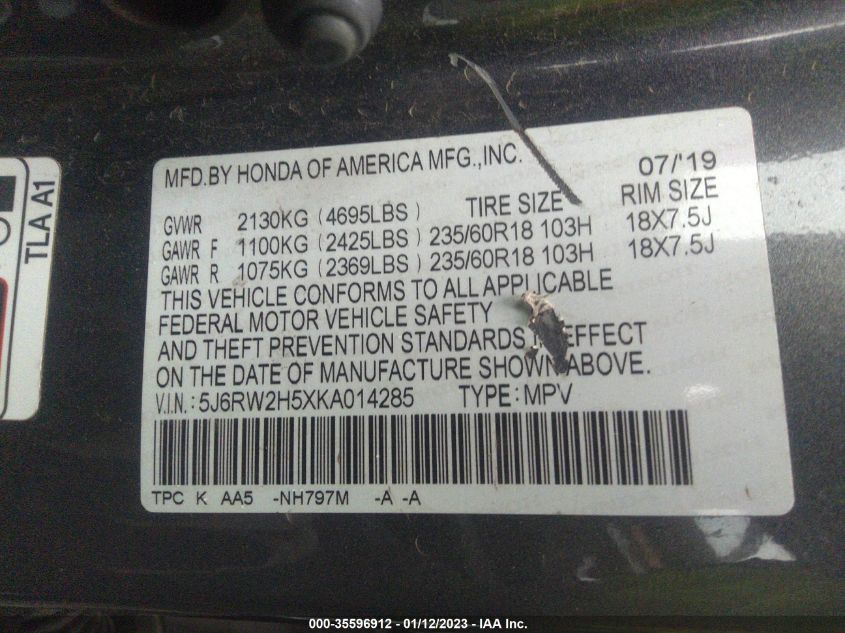 MFD.BY HONDA OF AMERICA MFG.,INC. 07/'19
TIRE SIZE RIM SIZE
GVWR 2130KG (4695LBS)
GAWR F 1100KG (2425LBS) 235/60R18 103H 18X7.5J
GAWR R 1075KG (2369LBS) 235/60R18 103H 18X7.5J
THIS VEHICLE CONFORMS TO ALL APPLICABLE
FEDERAL MOTOR VEHICLE SAFETY
AND THEFT PREVENTION STANDARDS IN EFFECT
ON THE DATE OF MANUFACTURE SHOWN ABOVE.
V.I.N.: 5J6RW2H5XKA014285 TYPE: MPV
TPC K AA5 -NH797M -A -A
TLA A1
000-35596912 - 01/12/2023 - IAA Inc.